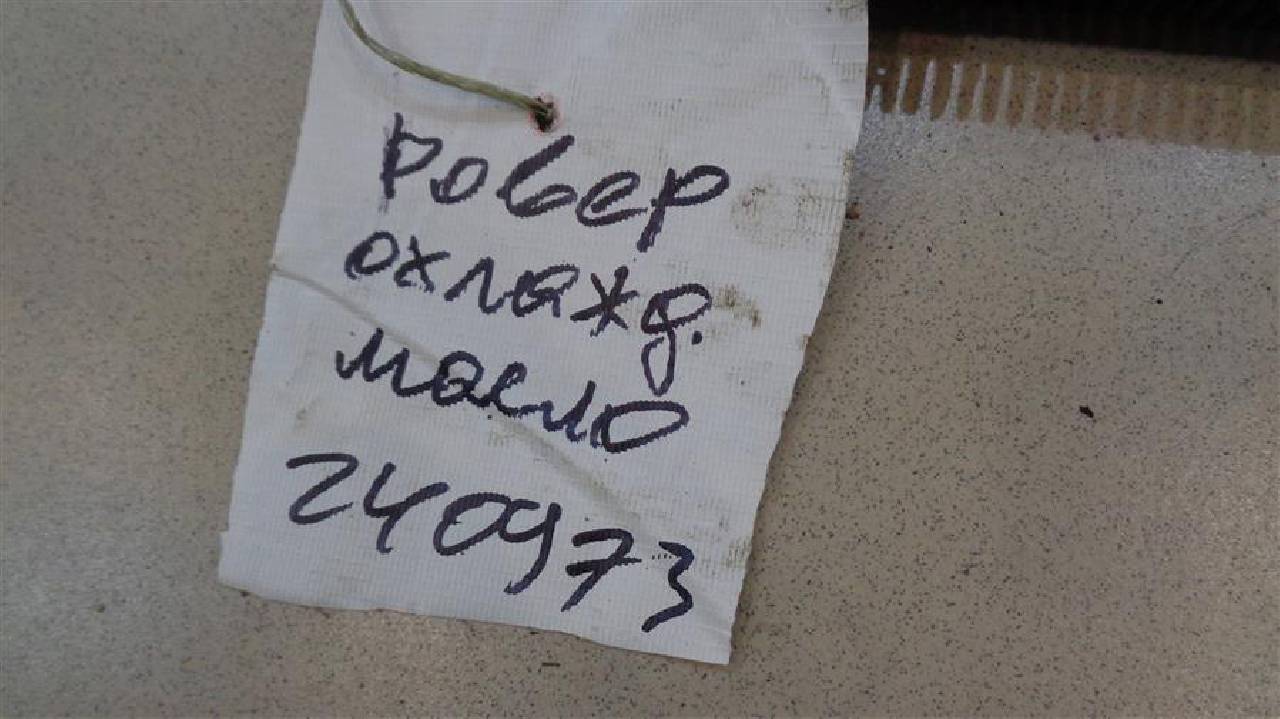 Ровер
охлажд.
масло
240973